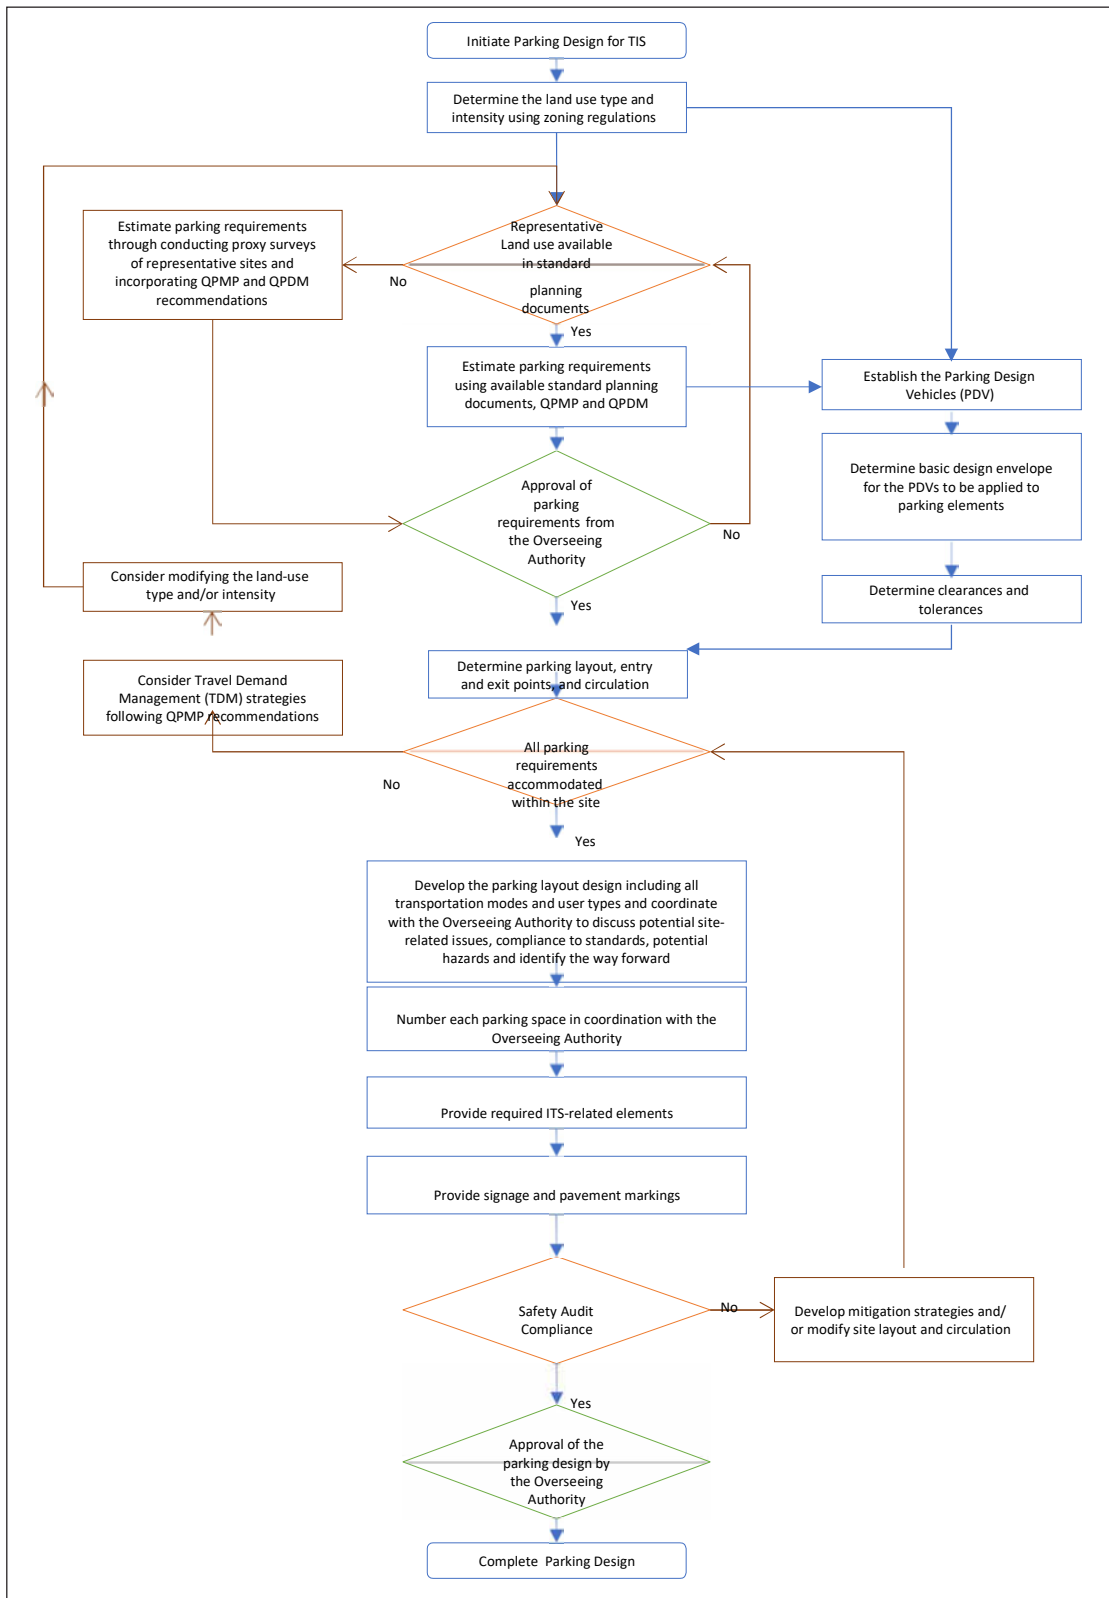 Initiate Parking Design for TIS
Determine the land use type and
intensity using zoning regulations
Estimate parking requirements
through conducting proxy surveys
of representative sites and
incorporating QPMP and QPDM
recommendations
Representative
Land use available
in standard
planning
documents
No
Yes
Estimate parking requirements
using available standard planning
documents, QPMP and QPDM
Establish the Parking Design
Vehicles (PDV)
Determine basic design envelope
for the PDVs to be applied to
parking elements
Approval of
parking
requirements from
the Overseeing
Authority
No
Yes
Consider modifying the land-use
type and/or intensity
Determine clearances and
tolerances
Consider Travel Demand
Management (TDM) strategies
following QPMP recommendations
Determine parking layout, entry
and exit points, and circulation
All parking
requirements
accommodated
within the site
No
Yes
Develop the parking layout design including all
transportation modes and user types and coordinate
with the Overseeing Authority to discuss potential site-
related issues, compliance to standards, potential
hazards and identify the way forward
Number each parking space in coordination with the
Overseeing Authority
Provide required ITS-related elements
Provide signage and pavement markings
Safety Audit
Compliance
No
Develop mitigation strategies and/
or modify site layout and circulation
Yes
Approval of the
parking design by
the Overseeing
Authority
Complete Parking Design